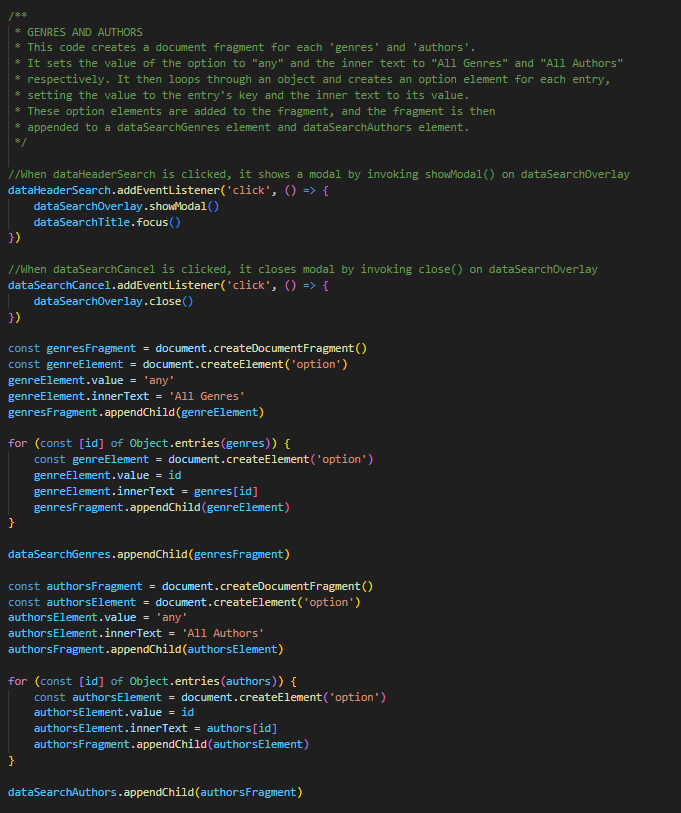 /**
 * GENRES AND AUTHORS
 * This code creates a document fragment for each 'genres' and 'authors'.
 * It sets the value of the option to "any" and the inner text to "All Genres" and "All Authors"
 * respectively. It then loops through an object and creates an option element for each entry,
 * setting the value to the entry's key and the inner text to its value.
 * These option elements are added to the fragment, and the fragment is then
 * appended to a dataSearchGenres element and dataSearchAuthors element.
 */

//When dataHeaderSearch is clicked, it shows a modal by invoking showModal() on dataSearchOverlay
dataHeaderSearch.addEventListener('click', () => {
    dataSearchOverlay.showModal()
    dataSearchTitle.focus()
})

//When dataSearchCancel is clicked, it closes modal by invoking close() on dataSearchOverlay
dataSearchCancel.addEventListener('click', () => {
    dataSearchOverlay.close()
})

const genresFragment = document.createDocumentFragment()
const genreElement = document.createElement('option')
genreElement.value = 'any'
genreElement.innerText = 'All Genres'
genresFragment.appendChild(genreElement)

for (const [id] of Object.entries(genres)) {
    const genreElement = document.createElement('option')
    genreElement.value = id
    genreElement.innerText = genres[id]
    genresFragment.appendChild(genreElement)
}

dataSearchGenres.appendChild(genresFragment)

const authorsFragment = document.createDocumentFragment()
const authorsElement = document.createElement('option')
authorsElement.value = 'any'
authorsElement.innerText = 'All Authors'
authorsFragment.appendChild(authorsElement)

for (const [id] of Object.entries(authors)) {
    const authorsElement = document.createElement('option')
    authorsElement.value = id
    authorsElement.innerText = authors[id]
    authorsFragment.appendChild(authorsElement)
}

dataSearchAuthors.appendChild(authorsFragment)